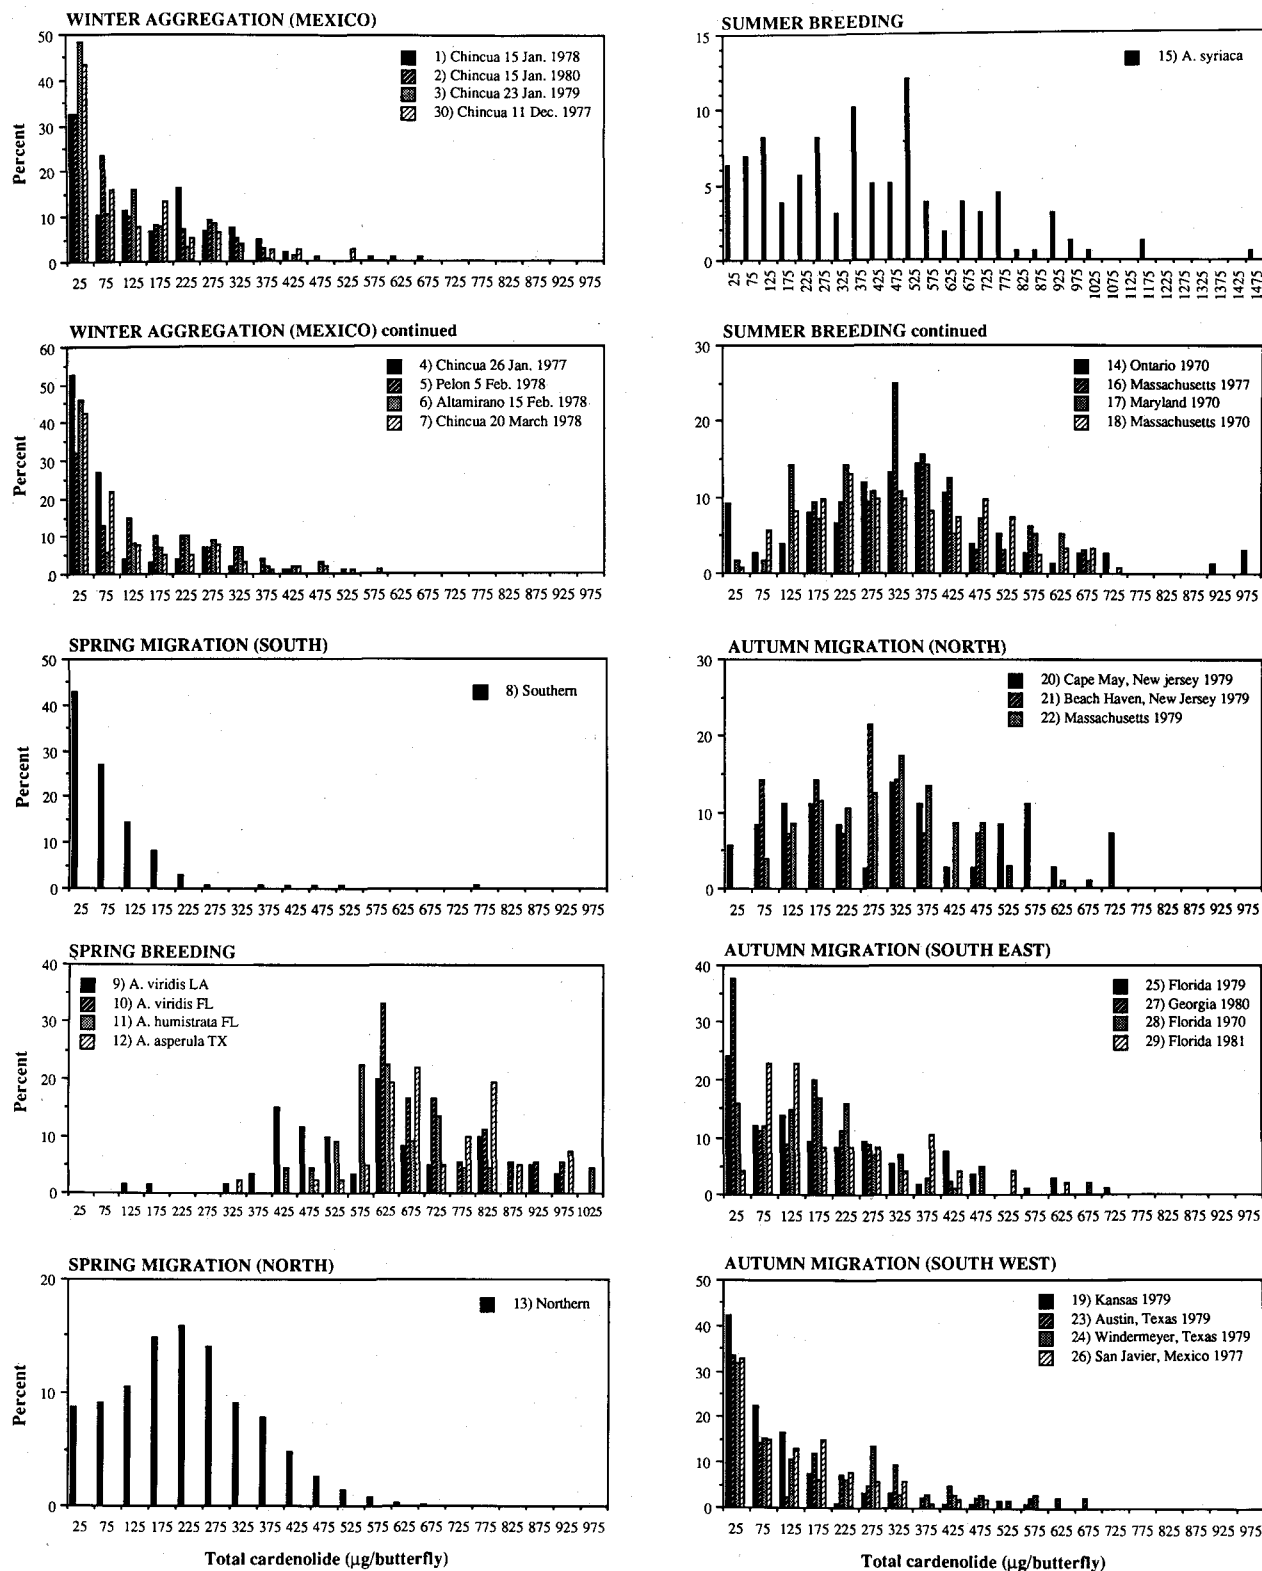 WINTER AGGREGATION (MEXICO)
50
40
30
20
10
0
Percent
1) Chincua 15 Jan. 1978
2) Chincua 15 Jan. 1980
3) Chincua 23 Jan. 1979
30) Chincua 11 Dec. 1977
25 75 125 175 225 275 325 375 425 475 525 575 625 675 725 775 825 875 925 975
WINTER AGGREGATION (MEXICO) continued
60
50
40
30
20
10
0
Percent
4) Chincua 26 Jan. 1977
5) Pelon 5 Feb. 1978
6) Altamirano 15 Feb. 1978
7) Chincua 20 March 1978
25 75 125 175 225 275 325 375 425 475 525 575 625 675 725 775 825 875 925 975
SPRING MIGRATION (SOUTH)
50
40
30
20
10
0
Percent
8) Southern
25 75 125 175 225 275 325 375 425 475 525 575 625 675 725 775 825 875 925 975
SPRING BREEDING
40
30
20
10
0
Percent
9) A. viridis LA
10) A. viridis FL
11) A. humistrata FL
12) A. asperula TX
25 75 125 175 225 275 325 375 425 475 525 575 625 675 725 775 825 875 925 975 1025
SPRING MIGRATION (NORTH)
20
10
0
Percent
13) Northern
25 75 125 175 225 275 325 375 425 475 525 575 625 675 725 775 825 875 925 975
Total cardenolide (µg/butterfly)
SUMMER BREEDING
15
10
5
0
15) A. syriaca
25 75 125 175 225 275 325 375 425 475 525 575 625 675 725 775 825 875 925 975 1025 1075 1125 1175 1225 1275 1325 1375 1425 1475
SUMMER BREEDING continued
30
20
10
0
14) Ontario 1970
16) Massachusetts 1977
17) Maryland 1970
18) Massachusetts 1970
25 75 125 175 225 275 325 375 425 475 525 575 625 675 725 775 825 875 925 975
AUTUMN MIGRATION (NORTH)
30
20
10
0
20) Cape May, New jersey 1979
21) Beach Haven, New Jersey 1979
22) Massachusetts 1979
25 75 125 175 225 275 325 375 425 475 525 575 625 675 725 775 825 875 925 975
AUTUMN MIGRATION (SOUTH EAST)
40
30
20
10
0
25) Florida 1979
27) Georgia 1980
28) Florida 1970
29) Florida 1981
25 75 125 175 225 275 325 375 425 475 525 575 625 675 725 775 825 875 925 975
AUTUMN MIGRATION (SOUTH WEST)
50
40
30
20
10
0
19) Kansas 1979
23) Austin, Texas 1979
24) Windermeyer, Texas 1979
26) San Javier, Mexico 1977
25 75 125 175 225 275 325 375 425 475 525 575 625 675 725 775 825 875 925 975
Total cardenolide (µg/butterfly)